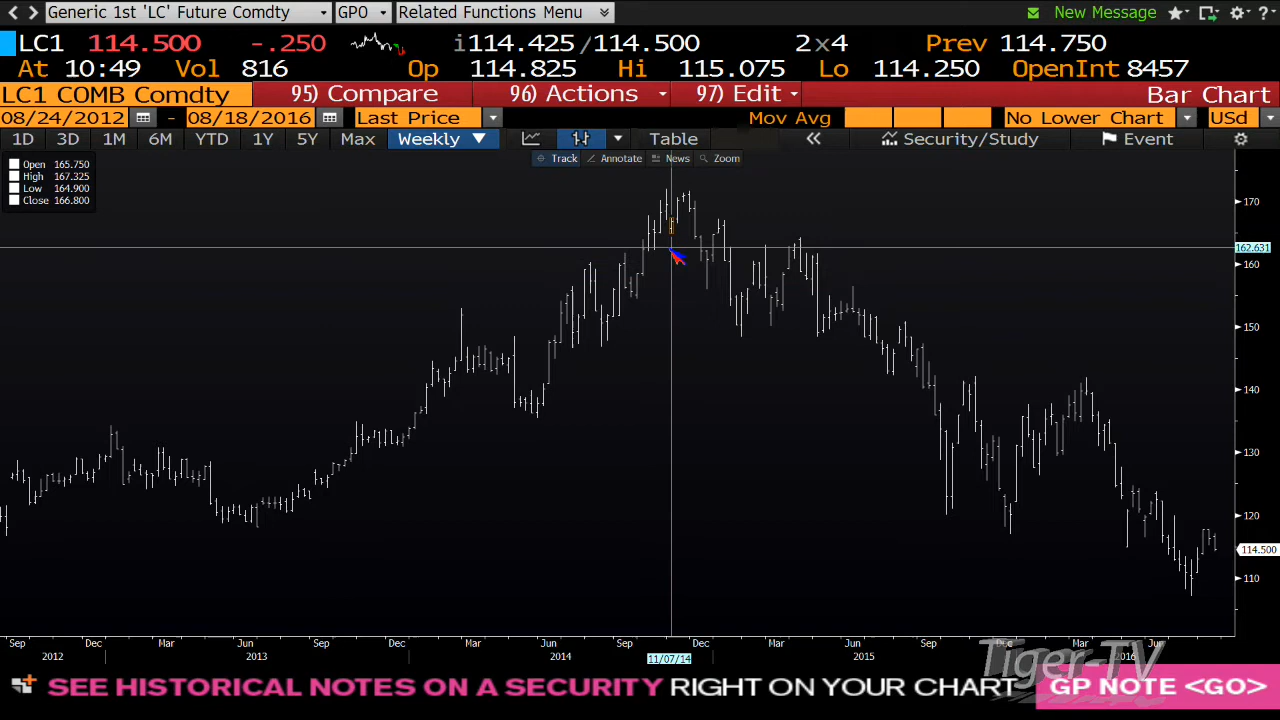 Generic 1st 'LC' Future Comdty GPO Related Functions Menu New Message ?
LC1 114.500 -.250 i114.425/114.500 2x4 Prev 114.750
At 10:49 Vol 816 Op 114.825 Hi 115.075 Lo 114.250 OpenInt 8457
LC1 COMB Comdty 95) Compare 96) Actions 97) Edit Bar Chart
08/24/2012 - 08/18/2016 Last Price Mov Avg No Lower Chart USd
1D 3D 1M 6M YTD 1Y 5Y Max Weekly Table Security/Study Event
Track Annotate News Zoom
Open 165.750
High 167.325
Low 164.900
Close 166.800
170
162.631
160
150
140
130
120
114.500
110
Sep Dec Mar Jun Sep Dec Mar Jun Sep Dec Mar Jun Sep Dec Mar Jun
2012 2013 2014 11/07/14 2015 2016
Tiger-TV
SEE HISTORICAL NOTES ON A SECURITY RIGHT ON YOUR CHART GP NOTE <GO>